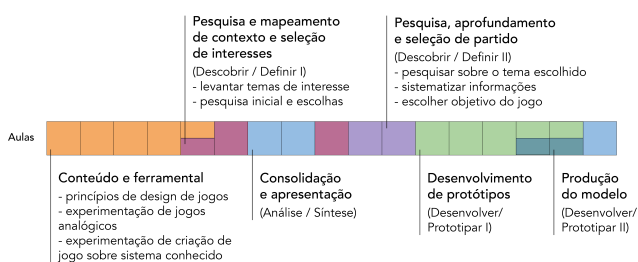 Pesquisa e mapeamento
de contexto e seleção
de interesses
(Descobrir / Definir I)
- levantar temas de interesse
- pesquisa inicial e escolhas
Pesquisa, aprofundamento
e seleção de partido
(Descobrir / Definir II)
- pesquisar sobre o tema escolhido
- sistematizar informações
- escolher objetivo do jogo
Aulas
Conteúdo e ferramental
- princípios de design de jogos
- experimentação de jogos
analógicos
- experimentação de criação de
jogo sobre sistema conhecido
Consolidação
e apresentação
(Análise / Síntese)
Desenvolvimento
de protótipos
(Desenvolver/
Prototipar I)
Produção
do modelo
(Desenvolver/
Prototipar II)